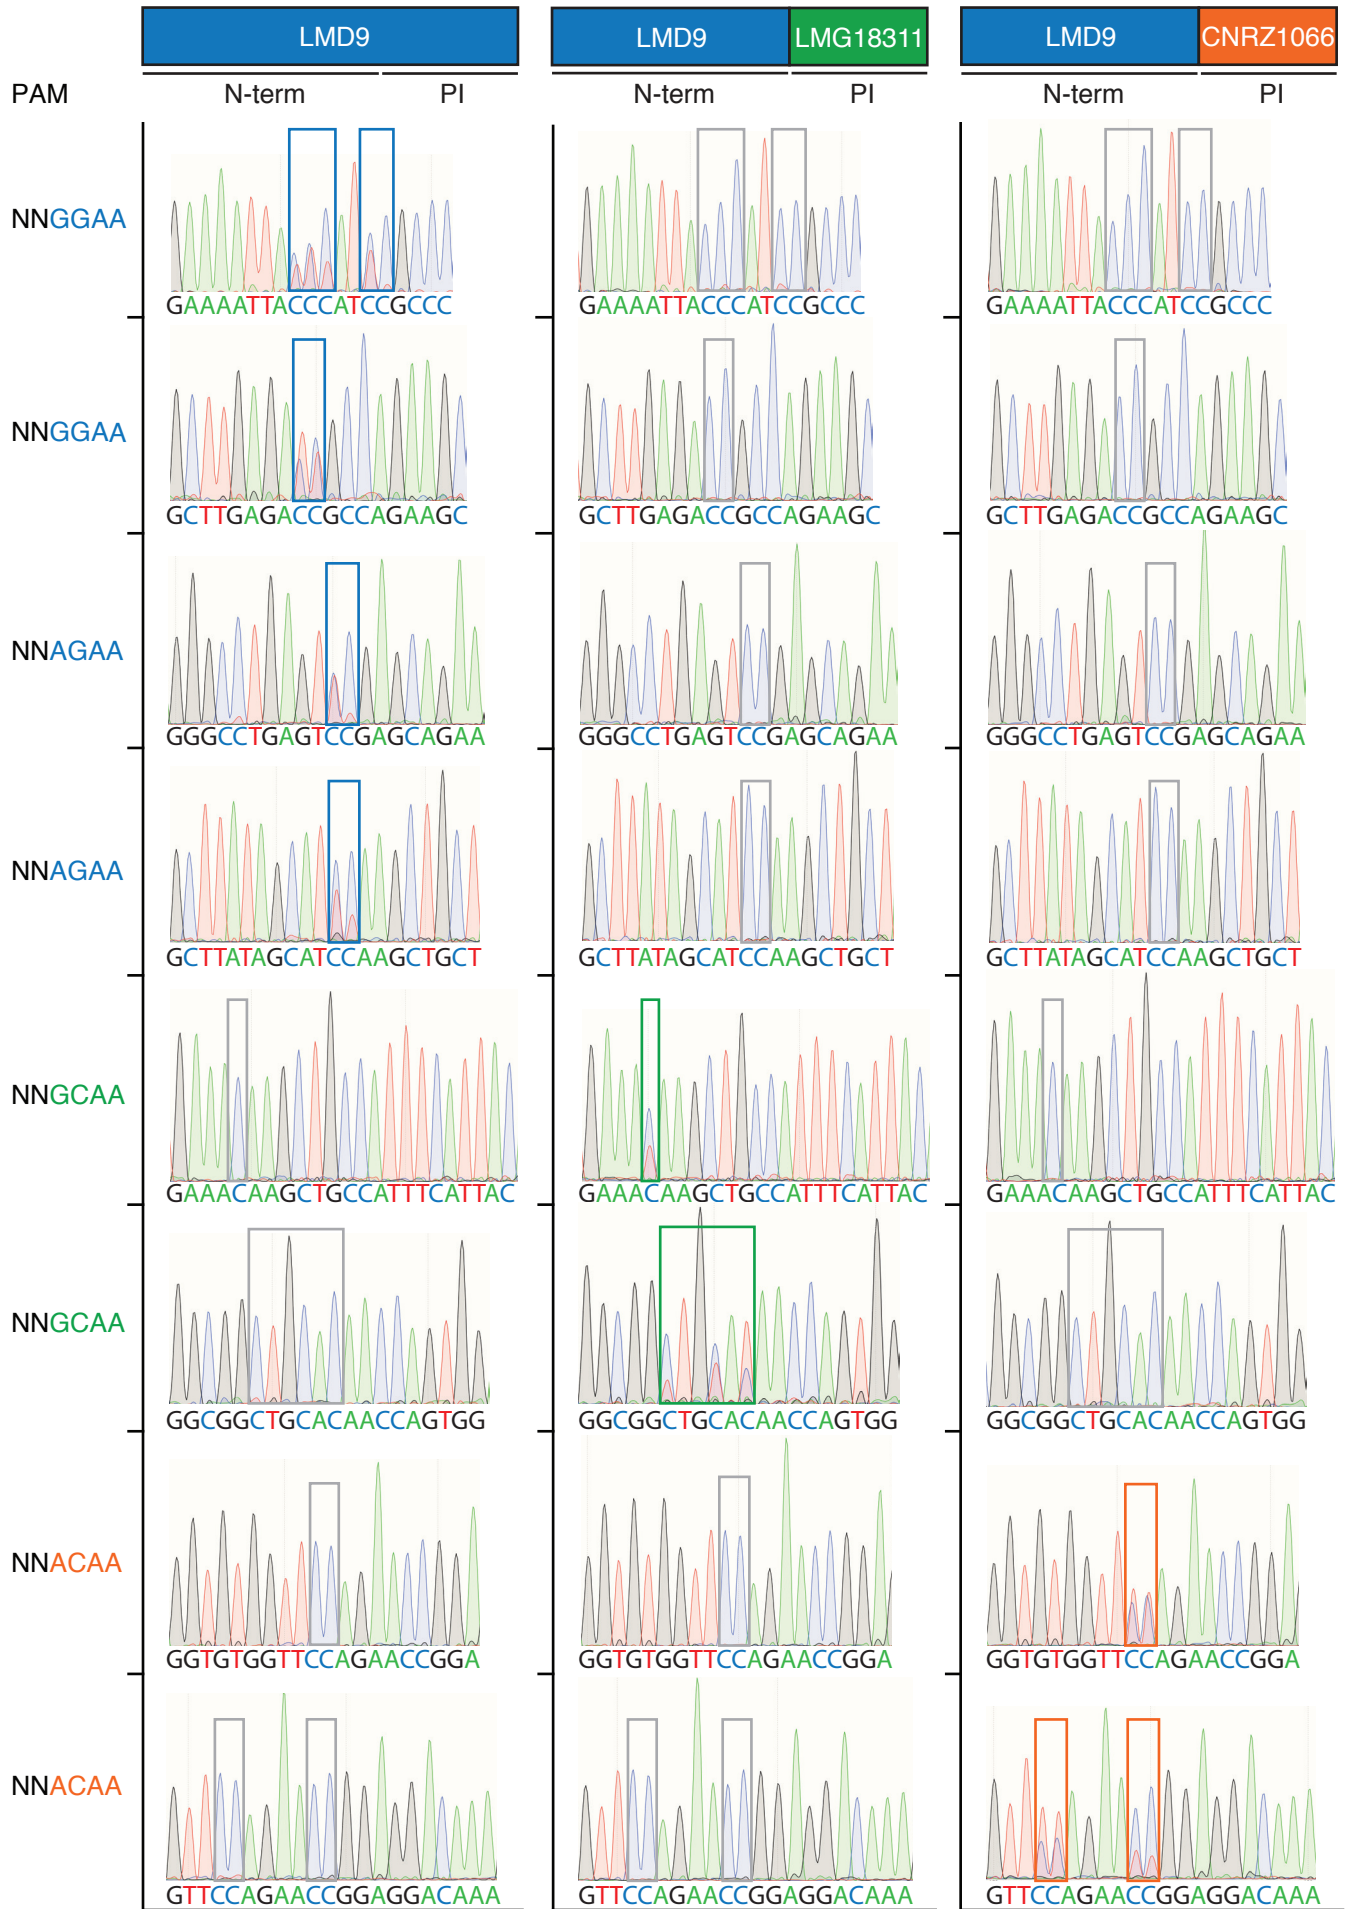 LMD9 LMD9 LMG18311 LMD9 CNRZ1066
PAM N-term PI N-term PI N-term PI
NNGGAA
GAAAATTACCCATCCGCCC GAAAATTACCCATCCGCCC GAAAATTACCCATCCGCCC
NNGGAA
GCTTGAGACCGCCAGAAGC GCTTGAGACCGCCAGAAGC GCTTGAGACCGCCAGAAGC
NNAGAA
GGGCCTGAGTCCGAGCAGAA GGGCCTGAGTCCGAGCAGAA GGGCCTGAGTCCGAGCAGAA
NNAGAA
GCTTATAGCATCCAAGCTGCT GCTTATAGCATCCAAGCTGCT GCTTATAGCATCCAAGCTGCT
NNGCAA
GAAACAAGCTGCCATTTCATTAC GAAACAAGCTGCCATTTCATTAC GAAACAAGCTGCCATTTCATTAC
NNGCAA
GGCGGCTGCACAACCAGTGG GGCGGCTGCACAACCAGTGG GGCGGCTGCACAACCAGTGG
NNACAA
GGTGTGGTTCCAGAACCGGA GGTGTGGTTCCAGAACCGGA GGTGTGGTTCCAGAACCGGA
NNACAA
GTTCCAGAACCGGAGGACAAA GTTCCAGAACCGGAGGACAAA GTTCCAGAACCGGAGGACAAA